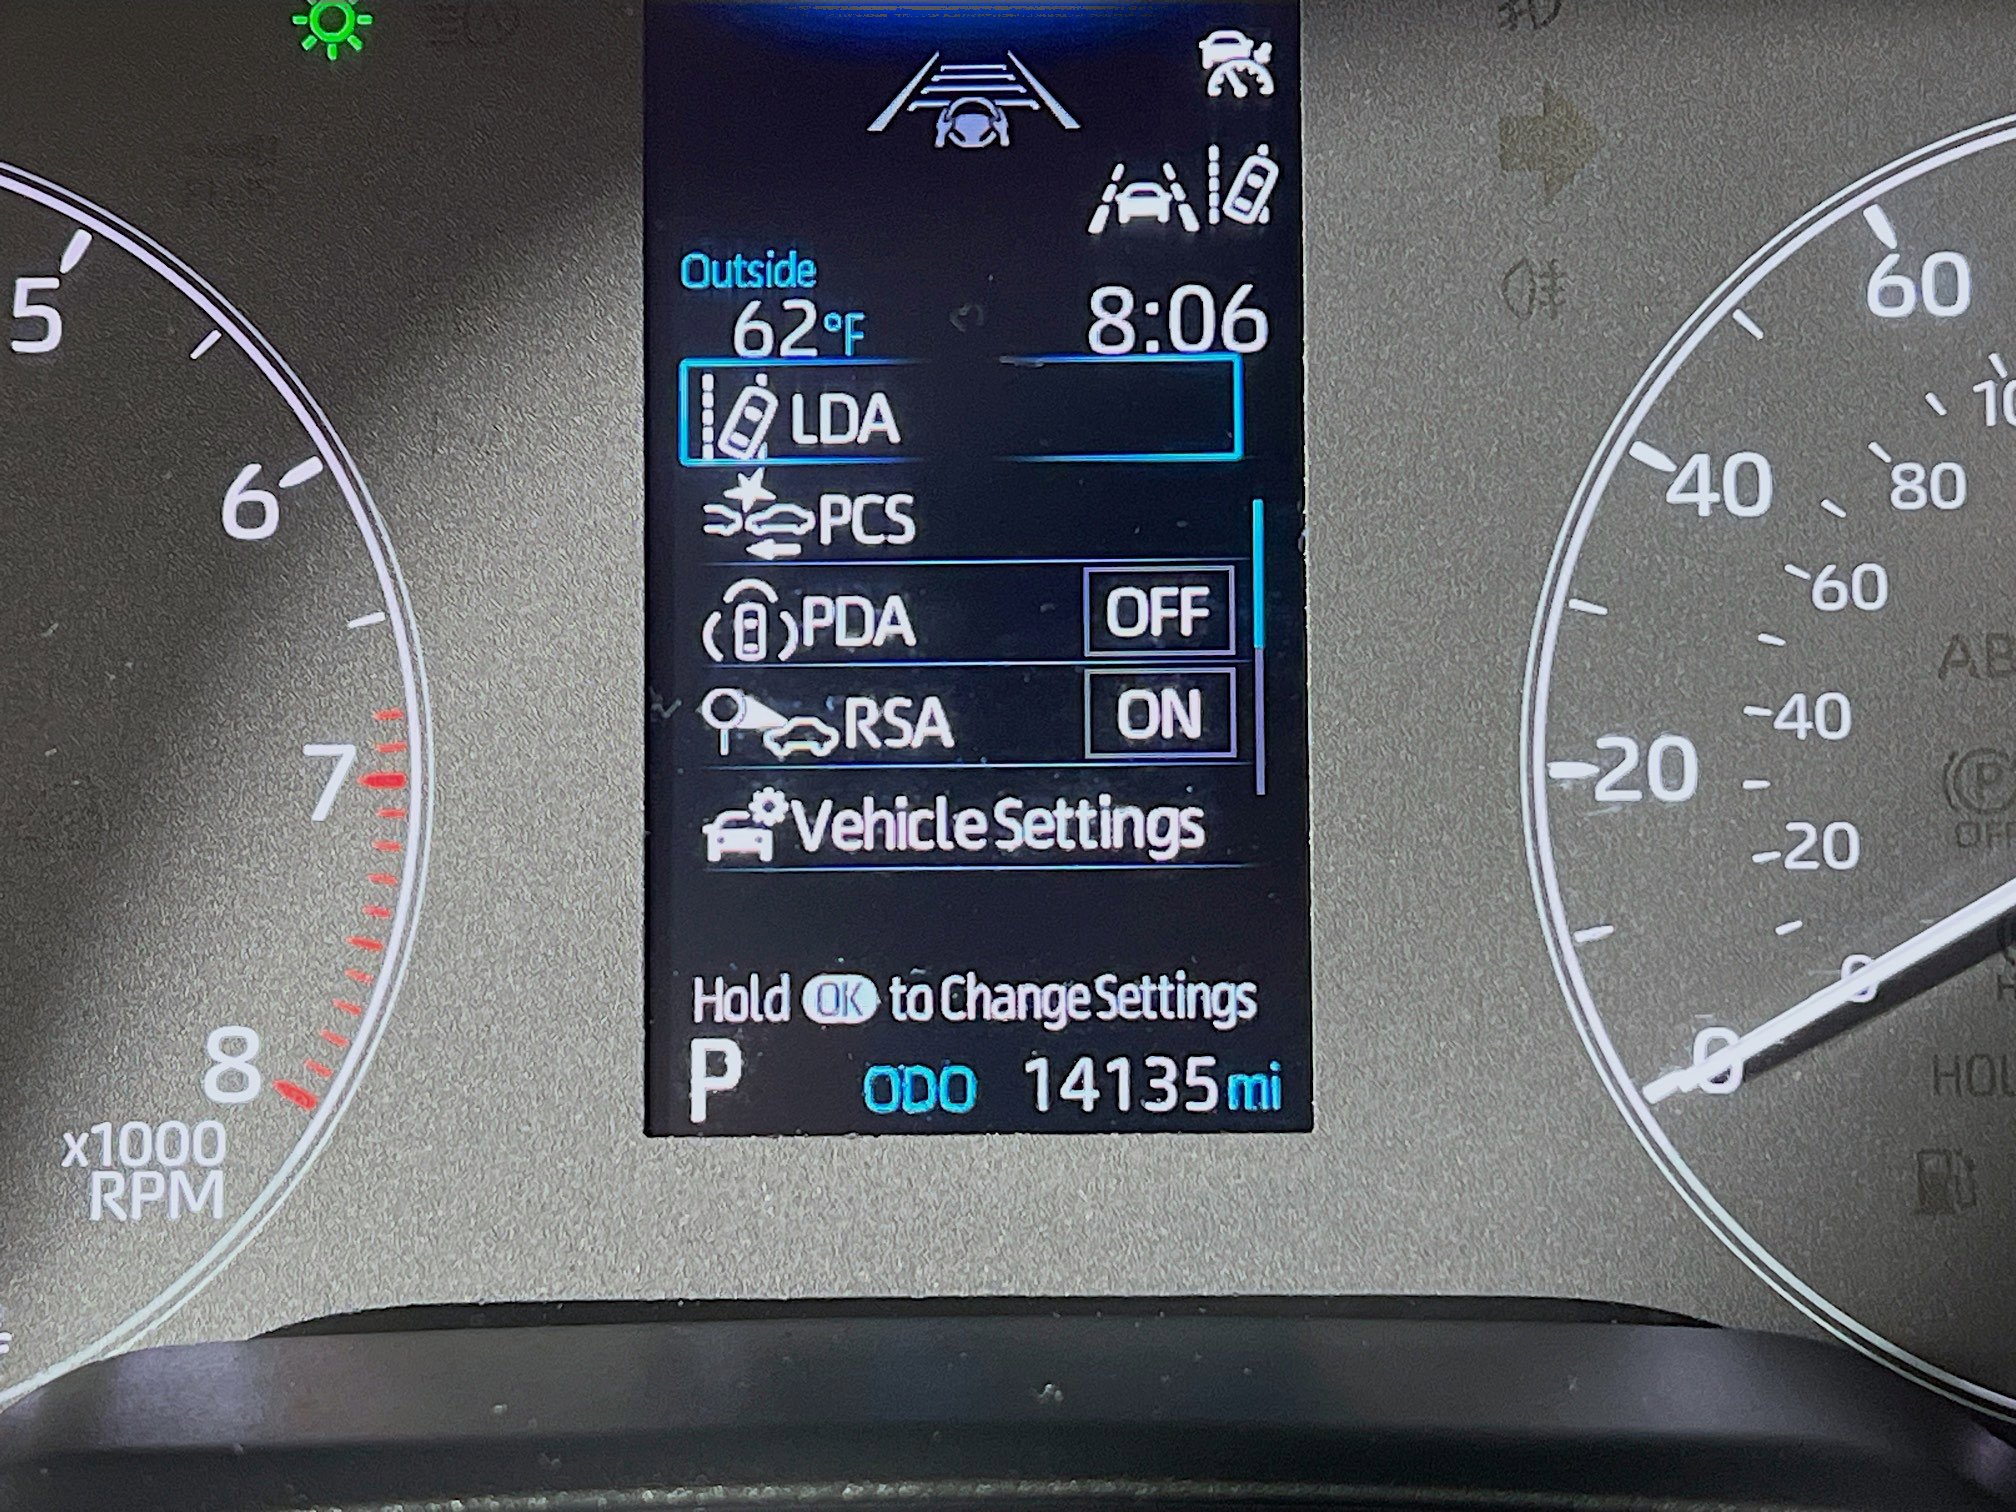 Outside
62°F
8:06
LDA
PCS
PDA OFF
RSA ON
Vehicle Settings
Hold OK to Change Settings
P ODO 14135 mi
5
6
7
8
x1000
RPM
60
40
20
0
80
60
40
20
0